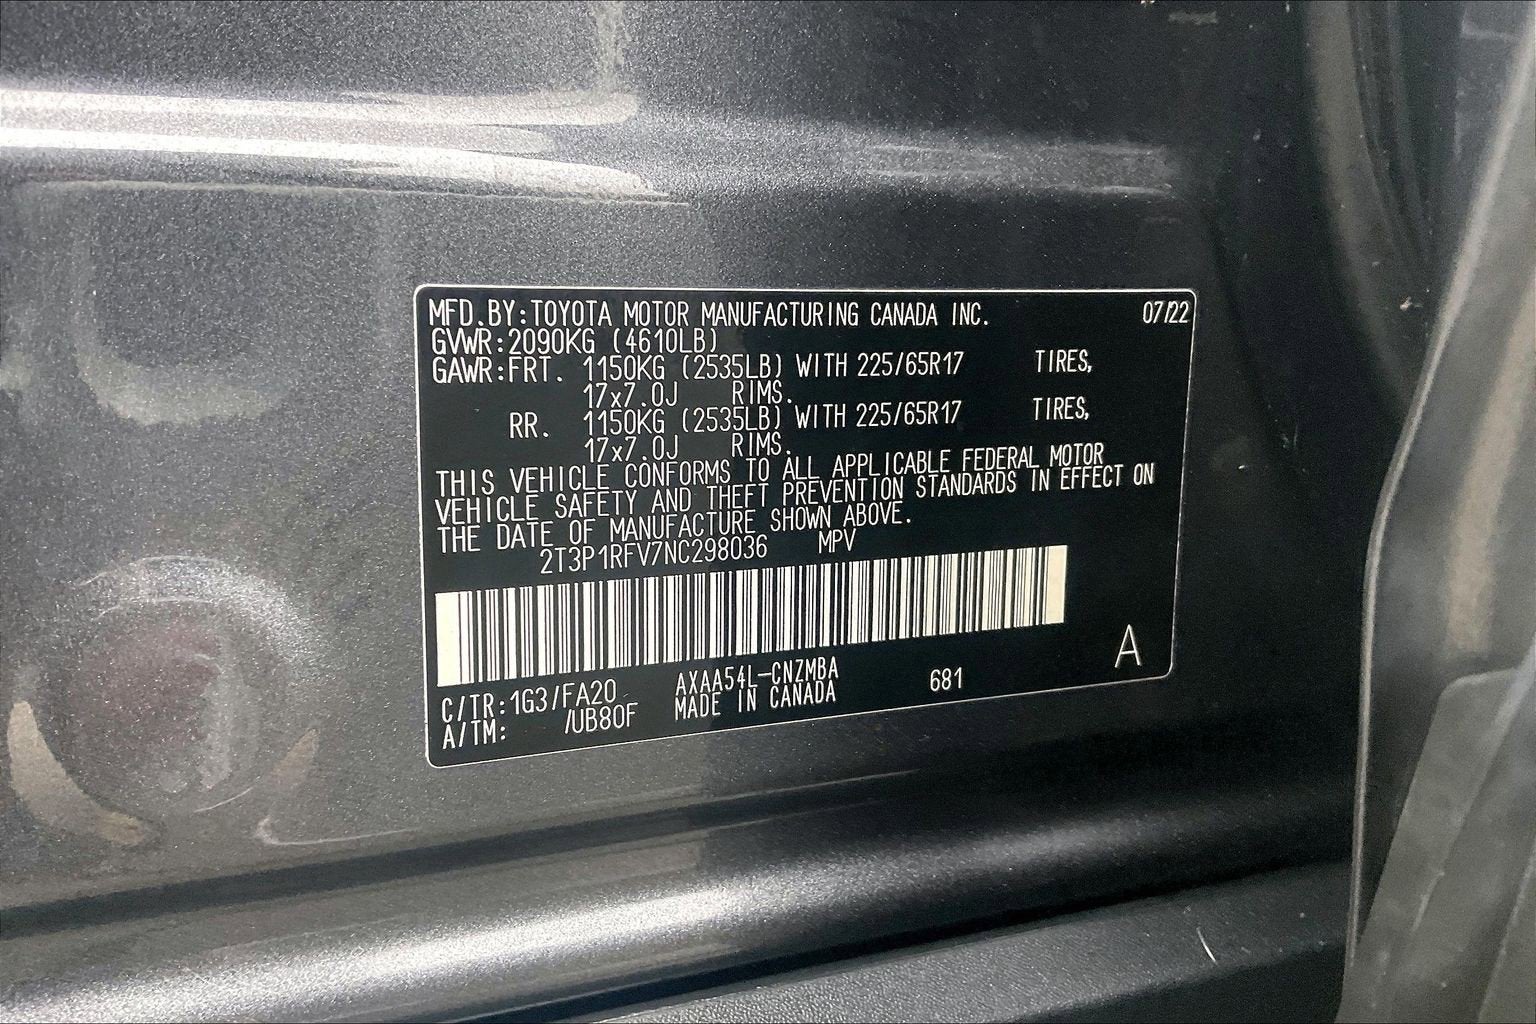 MFD.BY:TOYOTA MOTOR MANUFACTURING CANADA INC. 07/22
GVWR:2090KG (4610LB)
GAWR:FRT. 1150KG (2535LB) WITH 225/65R17 TIRES,
17x7.0J RIMS.
RR. 1150KG (2535LB) WITH 225/65R17 TIRES,
17x7.0J RIMS.
THIS VEHICLE CONFORMS TO ALL APPLICABLE FEDERAL MOTOR
VEHICLE SAFETY AND THEFT PREVENTION STANDARDS IN EFFECT ON
THE DATE OF MANUFACTURE SHOWN ABOVE.
2T3P1RFV7NC298036 MPV
A
C/TR:1G3/FA20 AXAA54L-CNZMBA 681
A/TM: /UB80F MADE IN CANADA